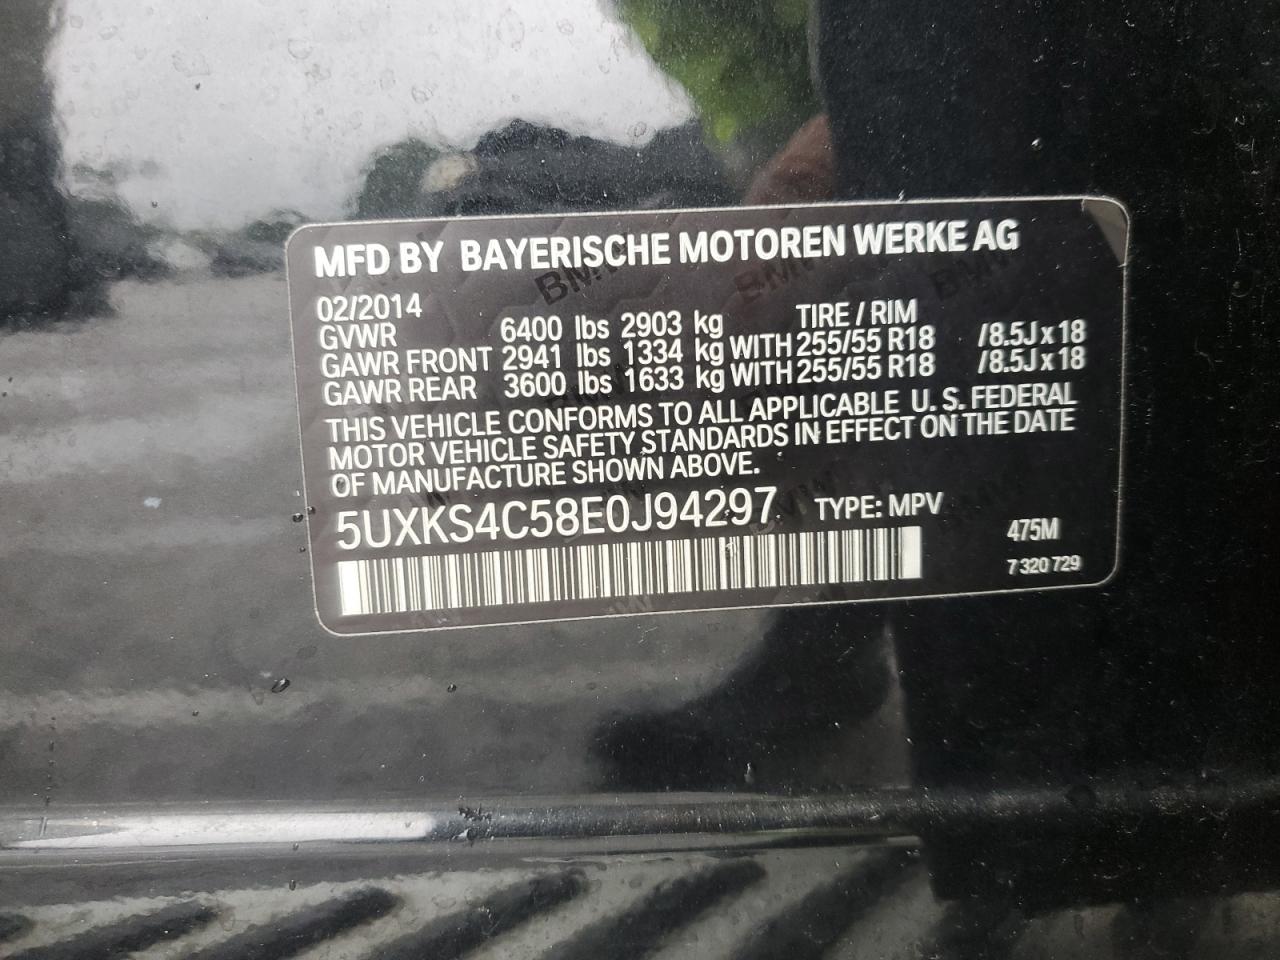 MFD BY BAYERISCHE MOTOREN WERKE AG
02/2014 TIRE / RIM
GVWR 6400 lbs 2903 kg
GAWR FRONT 2941 lbs 1334 kg WITH 255/55 R18 /8.5J x 18
GAWR REAR 3600 lbs 1633 kg WITH 255/55 R18 /8.5J x 18
THIS VEHICLE CONFORMS TO ALL APPLICABLE U. S. FEDERAL
MOTOR VEHICLE SAFETY STANDARDS IN EFFECT ON THE DATE
OF MANUFACTURE SHOWN ABOVE.
5UXKS4C58E0J94297 TYPE: MPV
475M
7 320 729